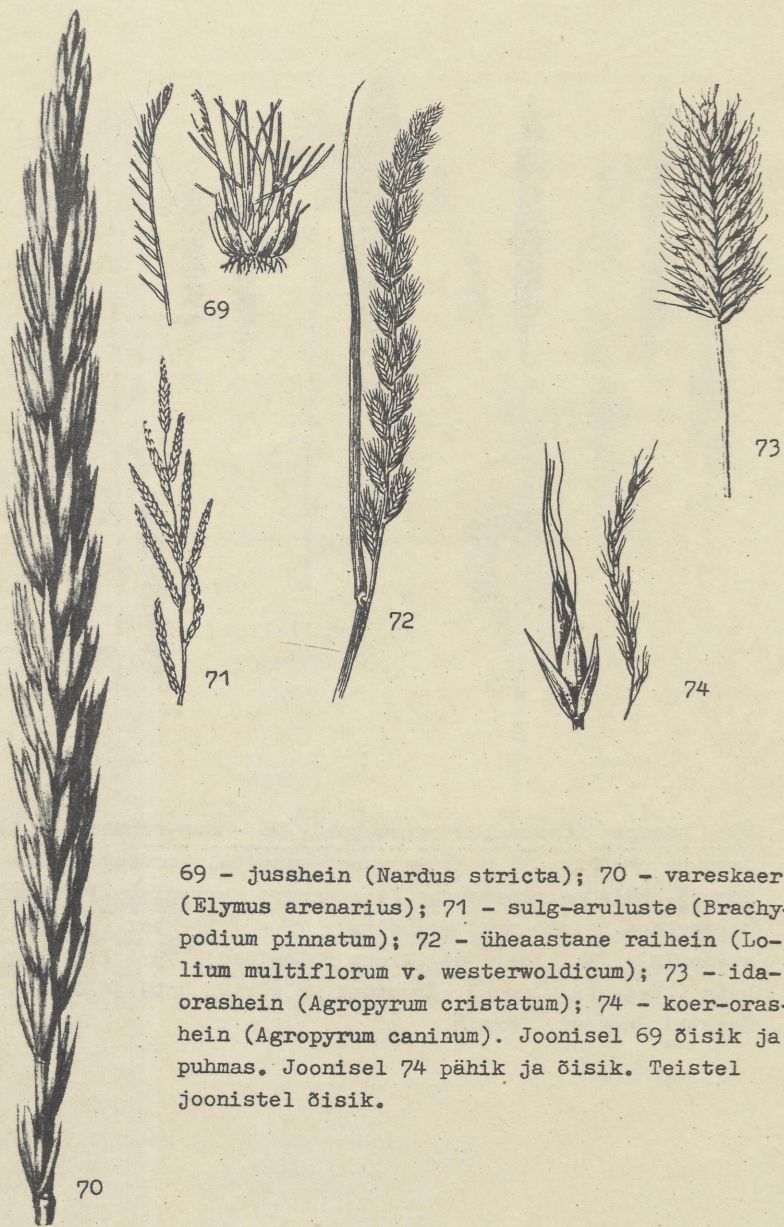 69
73
72
71
74
69 – jusshein (Nardus stricta); 70 – vareskaer
(Elymus arenarius); 71 – sulg-aruluste (Brachy-
podium pinnatum); 72 – üheaastane raihein (Lo-
lium multiflorum v. westerwoldicum); 73 – ida-
orashein (Agropyrum cristatum); 74 – koer-oras-
hein (Agropyrum caninum). Joonisel 69 õisik ja
puhmas. Joonisel 74 pähik ja õisik. Teistel
joonistel õisik.
70